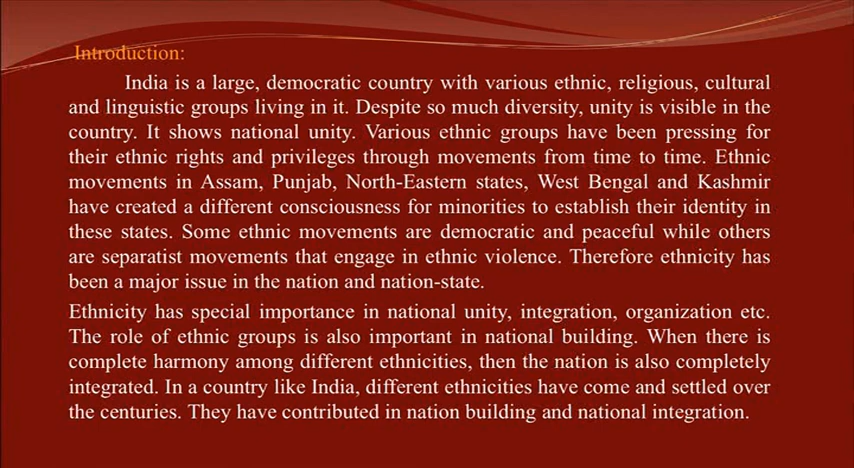 Introduction:
India is a large, democratic country with various ethnic, religious, cultural
and linguistic groups living in it. Despite so much diversity, unity is visible in the
country. It shows national unity. Various ethnic groups have been pressing for
their ethnic rights and privileges through movements from time to time. Ethnic
movements in Assam, Punjab, North-Eastern states, West Bengal and Kashmir
have created a different consciousness for minorities to establish their identity in
these states. Some ethnic movements are democratic and peaceful while others
are separatist movements that engage in ethnic violence. Therefore ethnicity has
been a major issue in the nation and nation-state.
Ethnicity has special importance in national unity, integration, organization etc.
The role of ethnic groups is also important in national building. When there is
complete harmony among different ethnicities, then the nation is also completely
integrated. In a country like India, different ethnicities have come and settled over
the centuries. They have contributed in nation building and national integration.